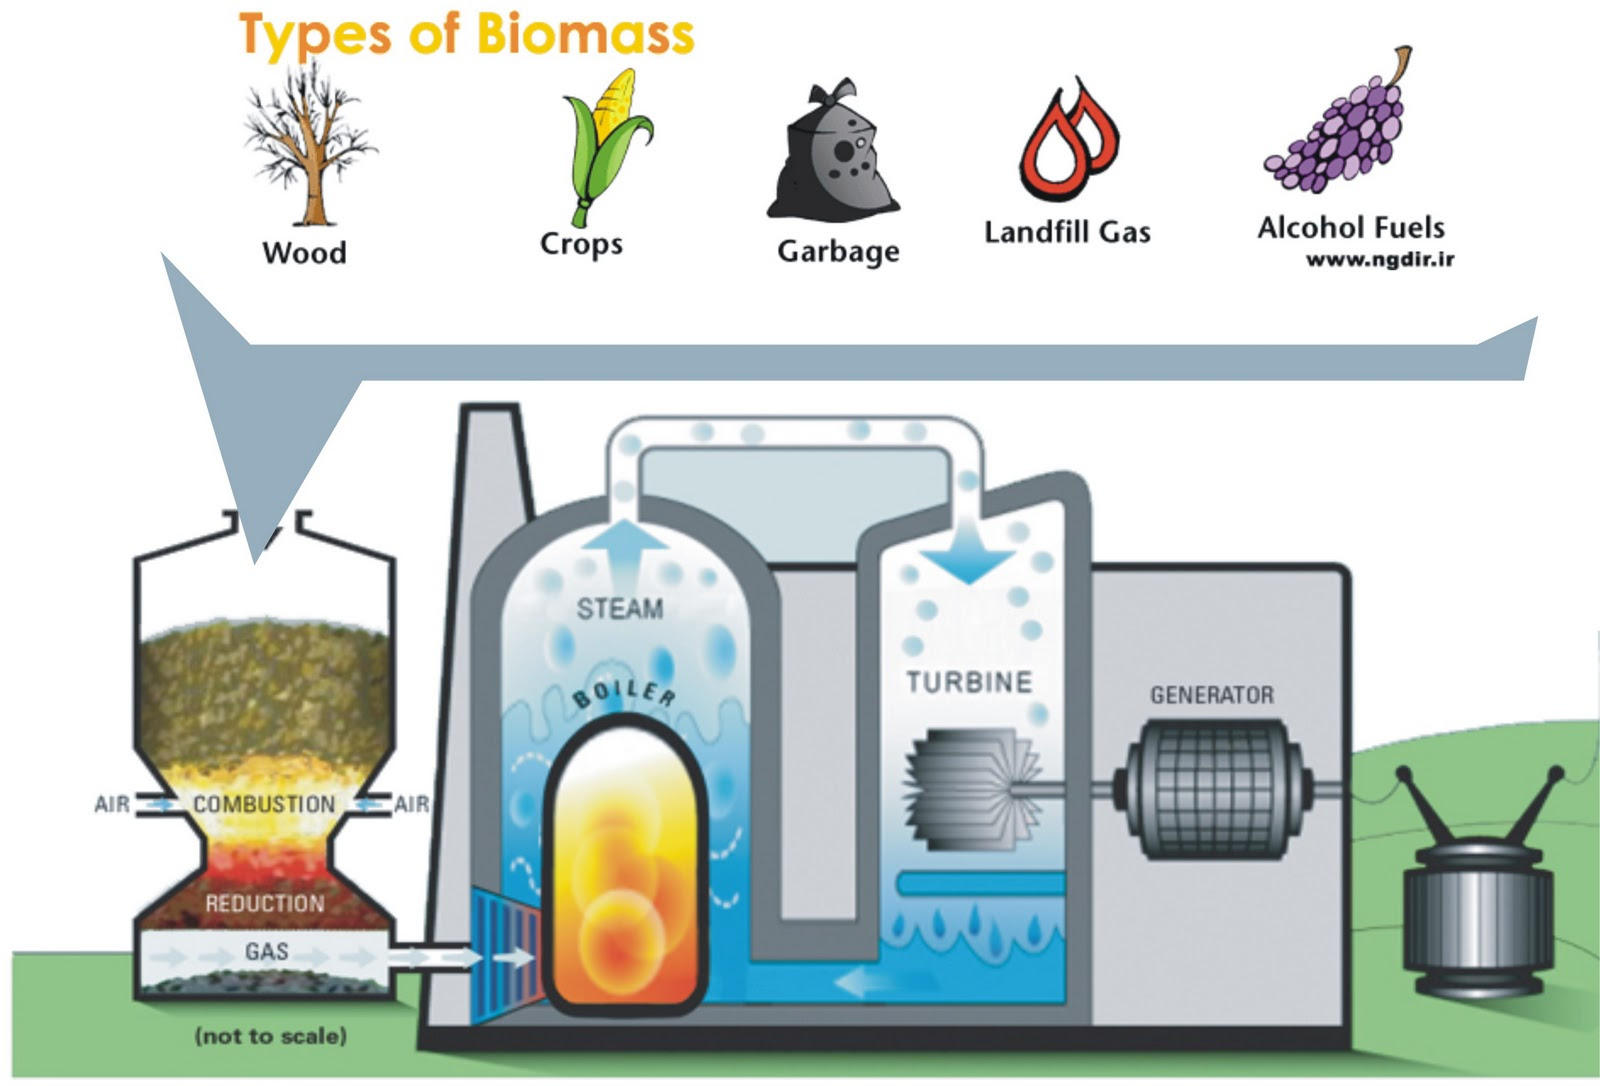 Types of Biomass
Wood
Crops
Garbage
Landfill Gas
Alcohol Fuels
www.ngdir.ir
STEAM
BOILER
TURBINE
GENERATOR
AIR
COMBUSTION
AIR
REDUCTION
GAS
(not to scale)